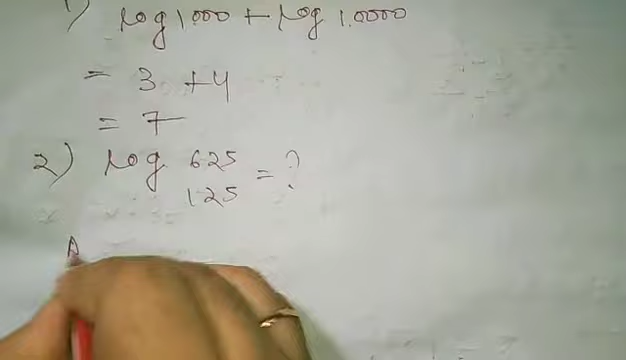 1) log 1000 + log 10000
= 3 + 4
= 7
2) log 625 = ?
125
A